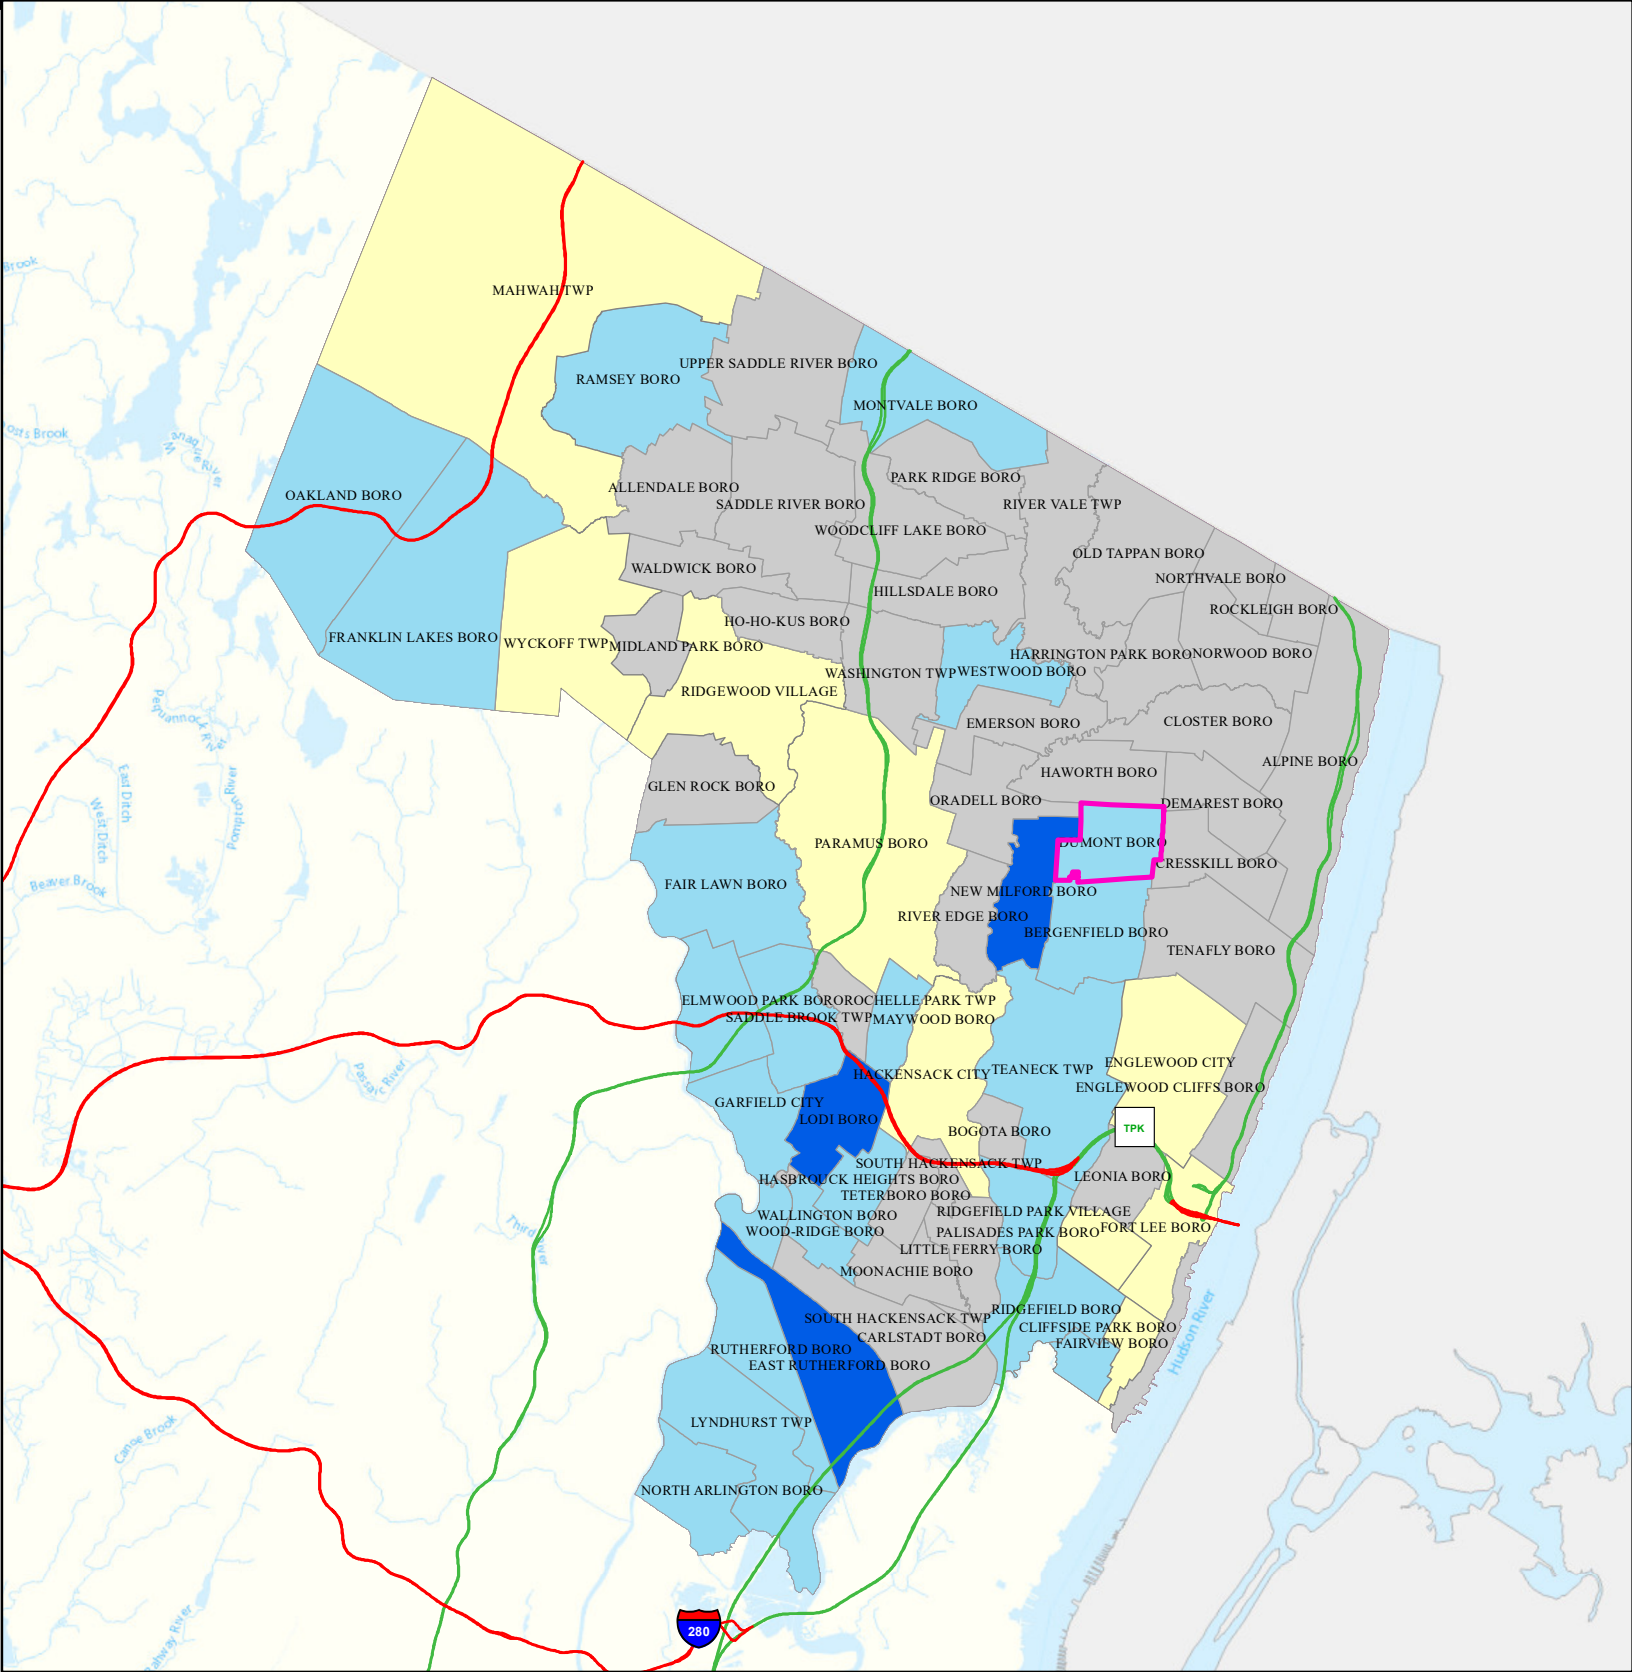 MAHWAH TWP
UPPER SADDLE RIVER BORO
RAMSEY BORO
MONTVALE BORO
Brook
PARK RIDGE BORO
ALLENDALE BORO
OAKLAND BORO
SADDLE RIVER BORO
RIVER VALE TWP
WOODCLIFF LAKE BORO
OLD TAPPAN BORO
WALDWICK BORO
NORTHVALE BORO
HILLSDALE BORO
ROCKLEIGH BORO
HO-HO-KUS BORO
FRANKLIN LAKES BORO
WYCKOFF TWP
MIDLAND PARK BORO
HARRINGTON PARK BORO
NORWOOD BORO
WASHINGTON TWP
WESTWOOD BORO
RIDGEWOOD VILLAGE
EMERSON BORO
CLOSTER BORO
Pequannock River
ALPINE BORO
HAWORTH BORO
GLEN ROCK BORO
East Ditch
West Ditch
Pompton River
ORADELL BORO
DEMAREST BORO
PARAMUS BORO
DUMONT BORO
CRESSKILL BORO
Beaver Brook
FAIR LAWN BORO
NEW MILFORD BORO
RIVER EDGE BORO
BERGENFIELD BORO
TENAFLY BORO
ELMWOOD PARK BORO
ROCHELLE PARK TWP
SADDLE BROOK TWP
MAYWOOD BORO
ENGLEWOOD CITY
TEANECK TWP
HACKENSACK CITY
Passaic River
ENGLEWOOD CLIFFS BORO
GARFIELD CITY
LODI BORO
TPK
BOGOTA BORO
SOUTH HACKENSACK TWP
LEONIA BORO
HASBROUCK HEIGHTS BORO
TETERBORO BORO
WALLINGTON BORO
RIDGEFIELD PARK VILLAGE
FORT LEE BORO
WOOD-RIDGE BORO
PALISADES PARK BORO
Third River
LITTLE FERRY BORO
MOONACHIE BORO
RIDGEFIELD BORO
SOUTH HACKENSACK TWP
CLIFFSIDE PARK BORO
Hudson River
CARLSTADT BORO
FAIRVIEW BORO
RUTHERFORD BORO
EAST RUTHERFORD BORO
LYNDHURST TWP
Canoe Brook
NORTH ARLINGTON BORO
280